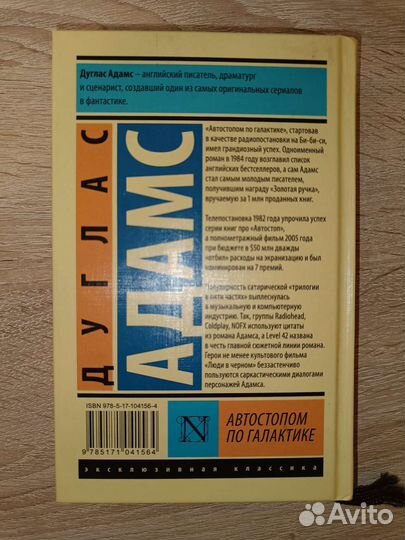 Дуглас Адамс – английский писатель, драматург
и сценарист, создавший один из самых оригинальных сериалов
в фантастике.
ДУГЛАС
АДАМС
«Автостопом по галактике», стартовав
в качестве радиопостановки на Би-би-си,
имел грандиозный успех. Одноименный
роман в 1984 году возглавил список
английских бестселлеров, а сам Адамс
стал самым молодым писателем,
получившим награду «Золотая ручка»,
вручаемую за 1 млн проданных книг.
Телепостановка 1982 года упрочила успех
серии книг про «Автостоп»,
а полнометражный фильм 2005 года
при бюджете в $50 млн дважды
«отбил» расходы на экранизацию и был
номинирован на 7 премий.
Популярность сатирической «трилогии
в пяти частях» выплеснулась
в музыкальную и компьютерную
индустрию. Так, группы Radiohead,
Coldplay, NOFX используют цитаты
из романа Адамса, а Level 42 названа
в честь главной сюжетной линии романа.
Герои не менее культового фильма
«Люди в черном» беззастенчиво
пользуются саркастическими диалогами
персонажей Адамса.
ISBN 978-5-17-104156-4
9 785171 041564
N
АВТОСТОПОМ
ПО ГАЛАКТИКЕ
эксклюзивная классика
Avito